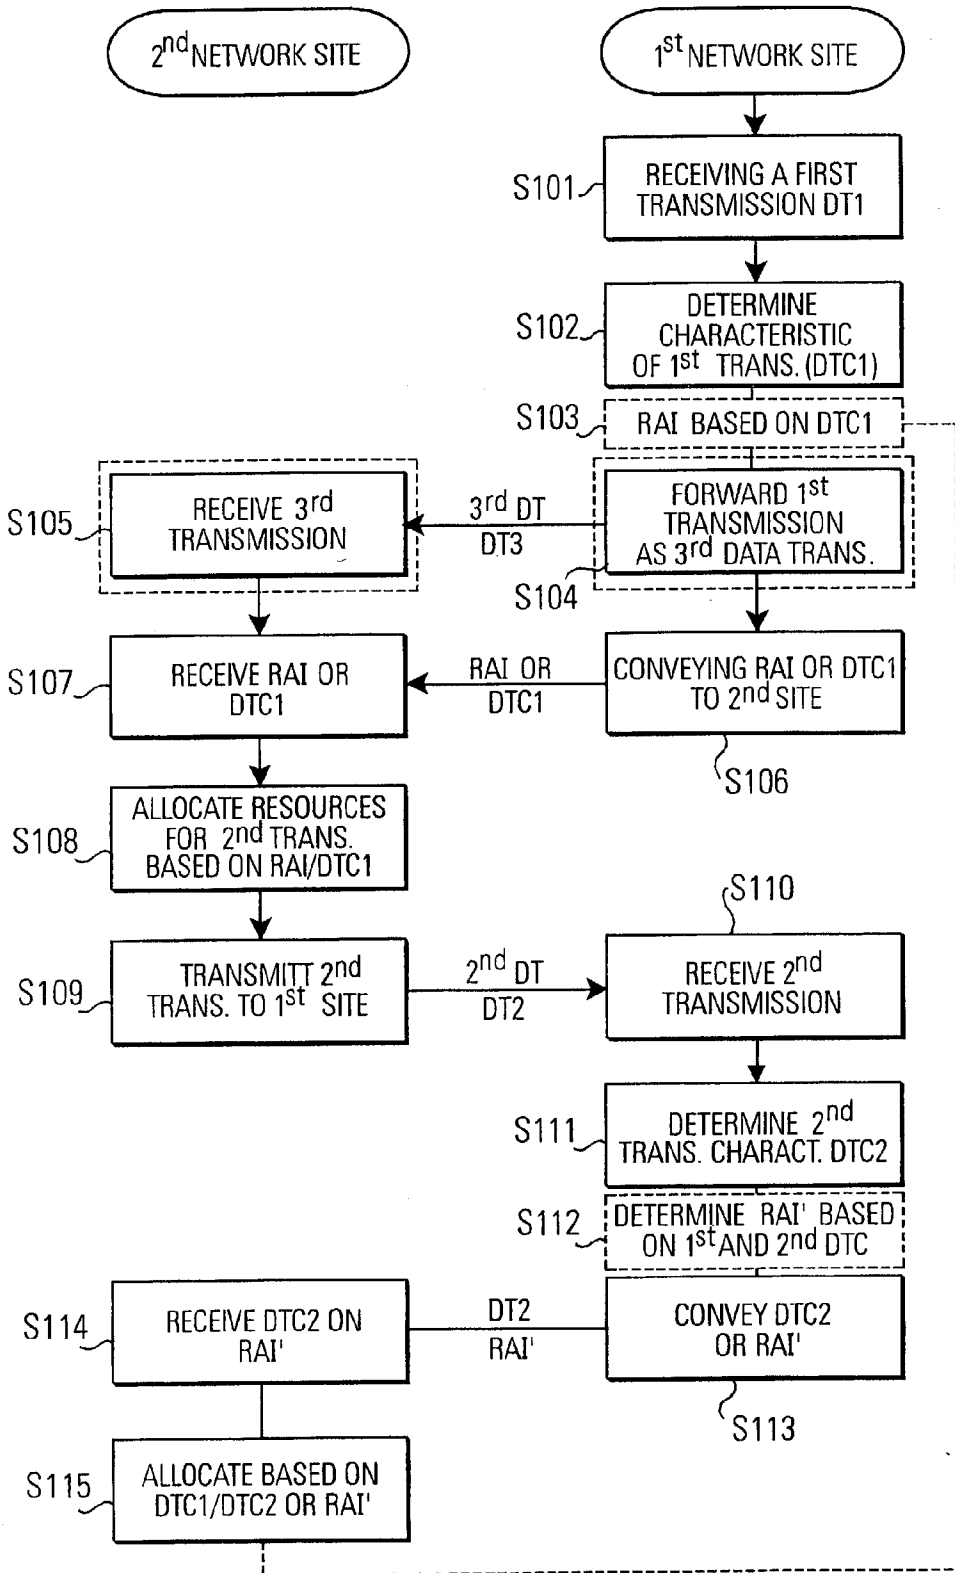 2nd NETWORK SITE
1st NETWORK SITE
S101
RECEIVING A FIRST
TRANSMISSION DT1
S102
DETERMINE
CHARACTERISTIC
OF 1st TRANS. (DTC1)
S103
RAI BASED ON DTC1
S105
RECEIVE 3rd
TRANSMISSION
3rd DT
DT3
FORWARD 1st
TRANSMISSION
AS 3rd DATA TRANS.
S104
S107
RECEIVE RAI OR
DTC1
RAI OR
DTC1
CONVEYING RAI OR DTC1
TO 2nd SITE
S106
S108
ALLOCATE RESOURCES
FOR 2nd TRANS.
BASED ON RAI/DTC1
S110
S109
TRANSMITT 2nd
TRANS. TO 1st SITE
2nd DT
DT2
RECEIVE 2nd
TRANSMISSION
S111
DETERMINE 2nd
TRANS. CHARACT. DTC2
S112
DETERMINE RAI' BASED
ON 1st AND 2nd DTC
S114
RECEIVE DTC2 ON
RAI'
DT2
RAI'
CONVEY DTC2
OR RAI'
S113
S115
ALLOCATE BASED ON
DTC1/DTC2 OR RAI'